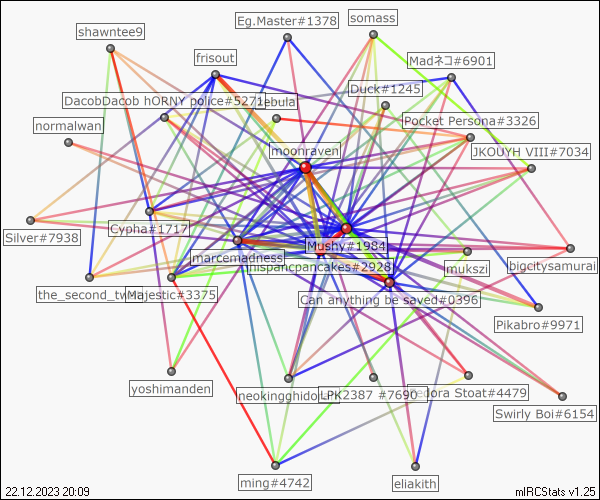 Eg.Master#1378
somass
shawntee9
frisout
Madネコ#6901
Duck#1245
DacobDacob hORNY police#5271
ebula
Pocket Persona#3326
normalwan
moonraven
JKOUYH VIII#7034
Silver#7938
Cypha#1717
Mushy#1984
marcemadness
hispanicpancakes#2928
mukszi
bigcitysamurai
the_second_tw
Majestic#3375
Can anything be saved#0396
Pikabro#9971
yoshimanden
neokingghido
LPK2387 #7690
edora Stoat#4479
Swirly Boi#6154
ming#4742
eliakith
22.12.2023 20:09
mIRCStats v1.25